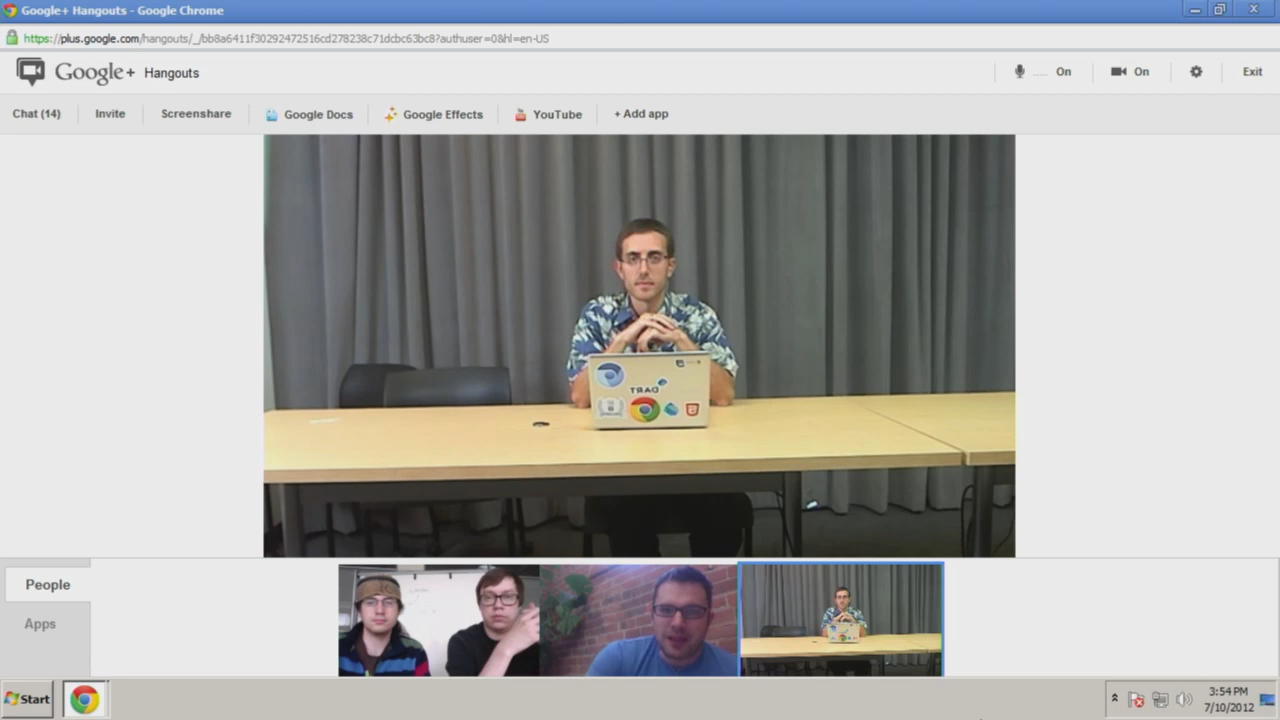 Google+ Hangouts - Google Chrome
https://plus.google.com/hangouts/_/bb8a6411f30292472516cd278238c71dcbc63bc8?authuser=0&hl=en-US
Google+ Hangouts
On
On
Exit
Chat (14)
Invite
Screenshare
Google Docs
Google Effects
YouTube
+ Add app
DART
People
Apps
Start
3:54 PM
7/10/2012